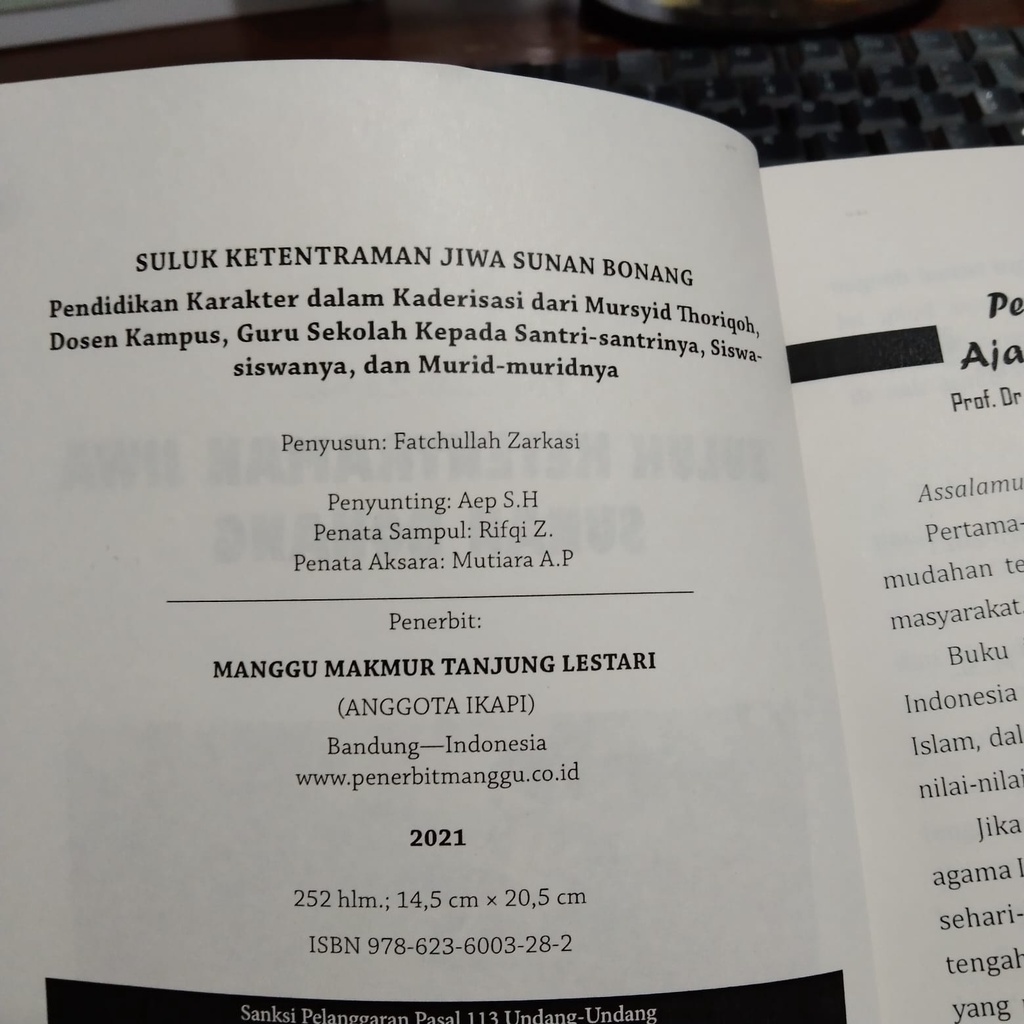 SULUK KETENTRAMAN JIWA SUNAN BONANG
Pendidikan Karakter dalam Kaderisasi dari Mursyid Thoriqoh,
Dosen Kampus, Guru Sekolah Kepada Santri-santrinya, Siswa-
siswanya, dan Murid-muridnya
Penyusun: Fatchullah Zarkasi
Penyunting: Aep S.H
Penata Sampul: Rifqi Z.
Penata Aksara: Mutiara A.P
Penerbit:
MANGGU MAKMUR TANJUNG LESTARI
(ANGGOTA IKAPI)
Bandung—Indonesia
www.penerbitmanggu.co.id
2021
252 hlm.; 14,5 cm × 20,5 cm
ISBN 978-623-6003-28-2
Sanksi Pelanggaran Pasal 113 Undang-Undang
Pe
Aja
Prof. Dr
Assalamu
Pertama-
mudahan te
masyarakat.
Buku
Indonesia
Islam, dal
nilai-nilai
Jika
agama I
sehari-
tengah
yang